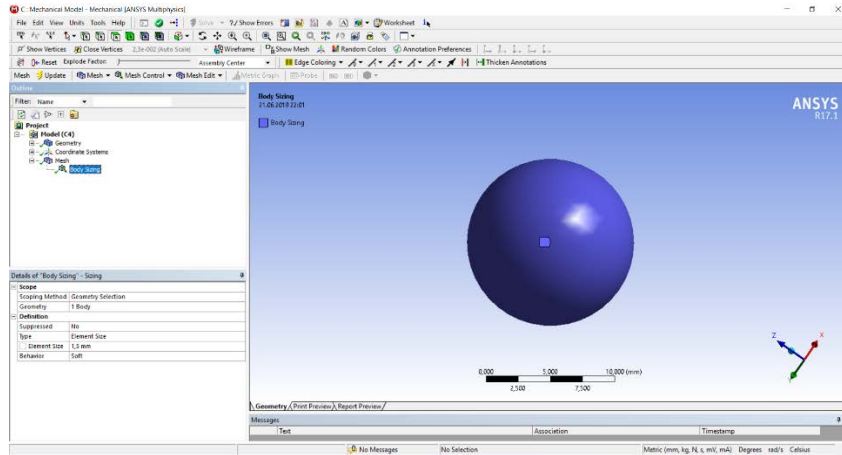 C : Mechanical Model - Mechanical [ANSYS Multiphysics]
File Edit View Units Tools Help Solve ?/ Show Errors Worksheet
Show Vertices Close Vertices 2,5e-002 (Auto Scale) Wireframe Show Mesh Random Colors Annotation Preferences
Reset Explode Factor: Assembly Center Edge Coloring Thicken Annotations
Mesh Update Mesh Mesh Control Mesh Edit Metric Graph Probe
Outline
Filter: Name
Project
Model (C4)
Geometry
Coordinate Systems
Mesh
Body Sizing
Details of "Body Sizing" - Sizing
Scope
Scoping Method Geometry Selection
Geometry 1 Body
Definition
Suppressed No
Type Element Size
Element Size 1,5 mm
Behavior Soft
Body Sizing
22:01
Body Sizing
ANSYS
R17.1
Z X Y
0,000 5,000 10,000 (mm)
2,500 7,500
Geometry Print Preview Report Preview
Messages
Text Association Timestamp
No Messages No Selection Metric (mm, kg, N, s, mV, mA) Degrees rad/s Celsius